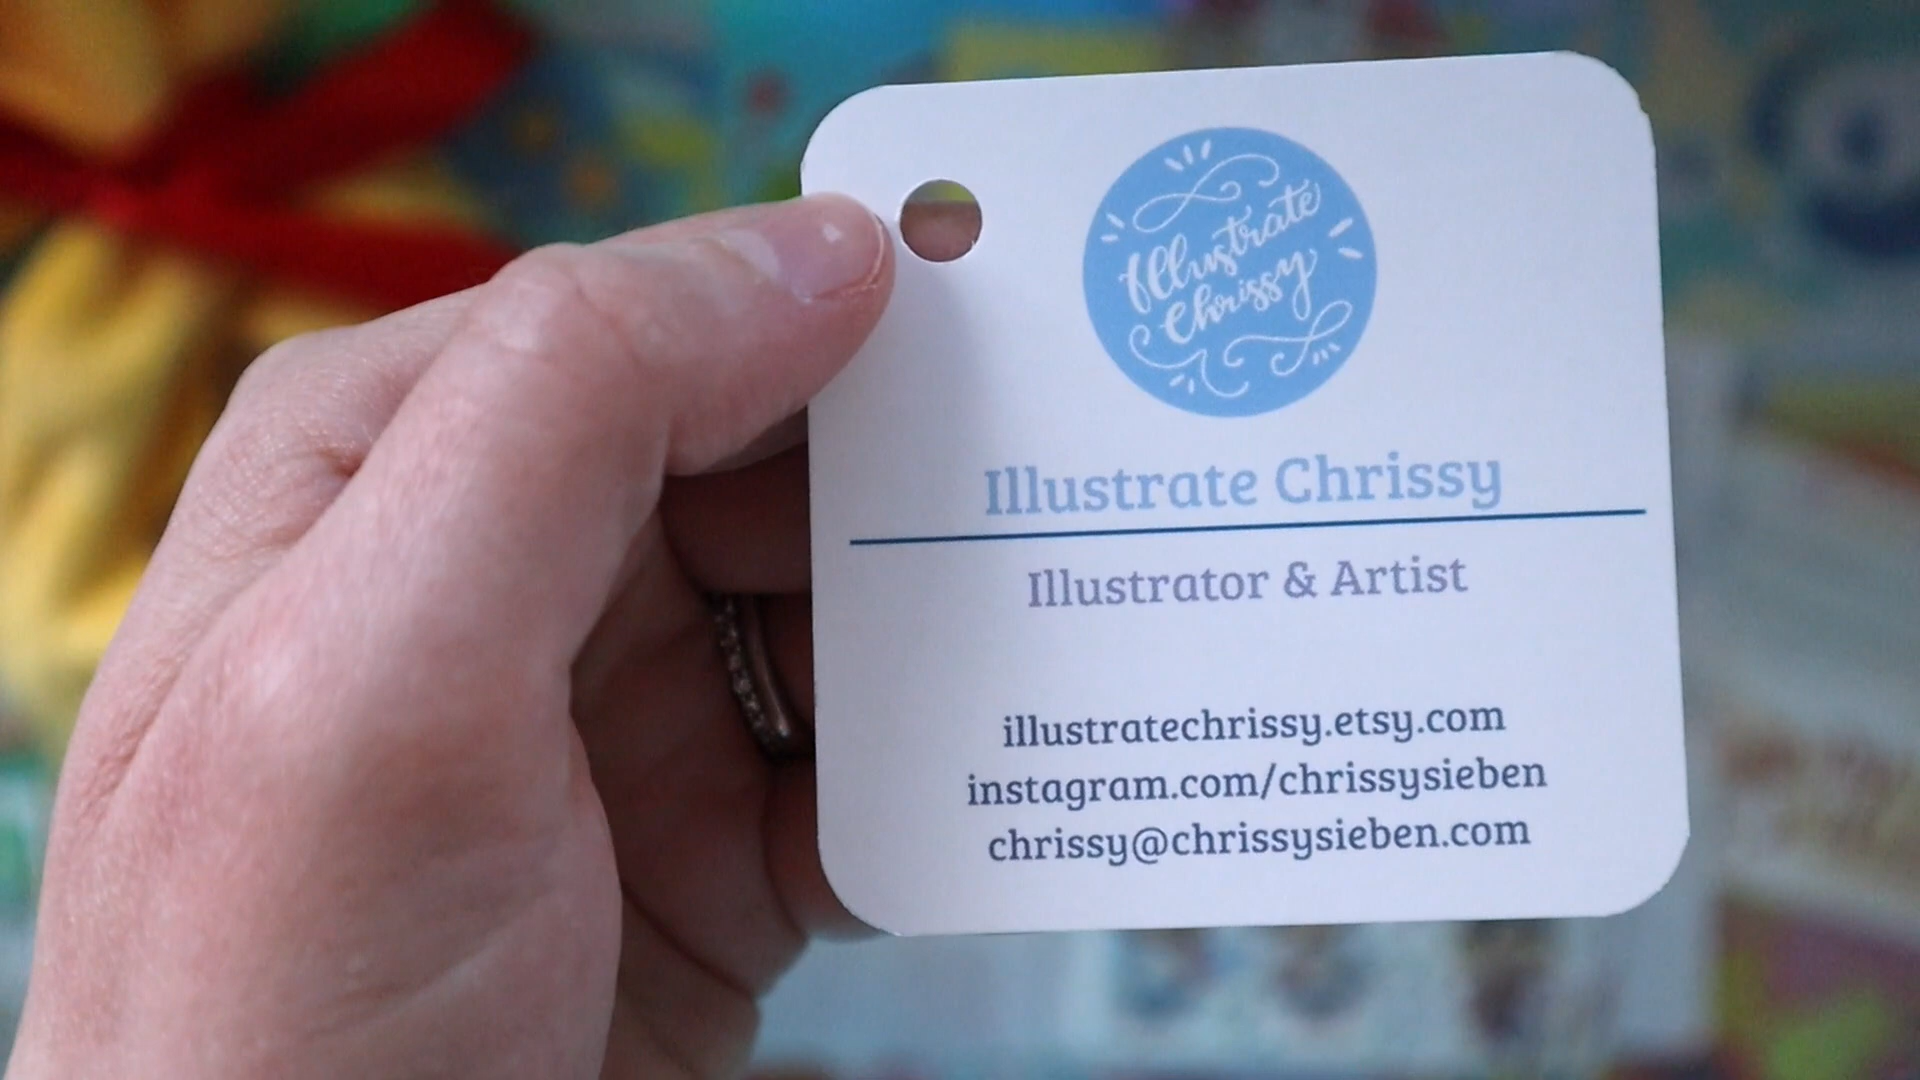 Illustrate
Chrissy
Illustrate Chrissy
Illustrator & Artist
illustratechrissy.etsy.com
instagram.com/chrissysieben
chrissy@chrissysieben.com